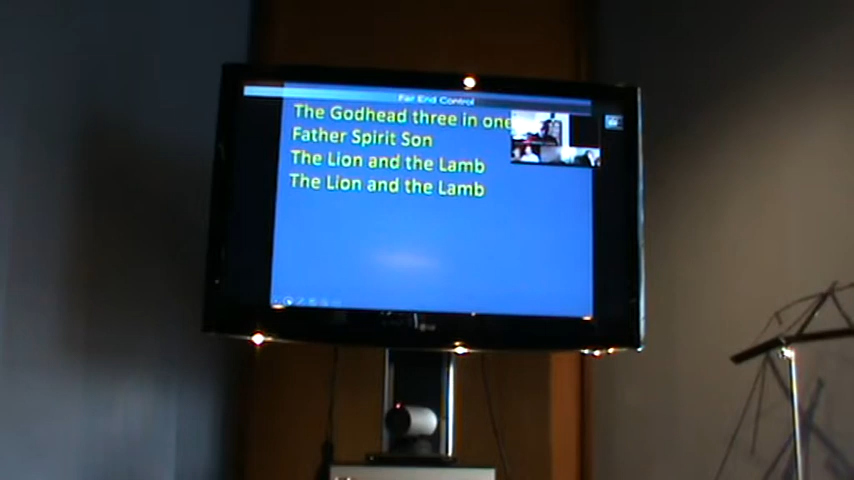 Far End Control
The Godhead three in one
Father Spirit Son
The Lion and the Lamb
The Lion and the Lamb
LG